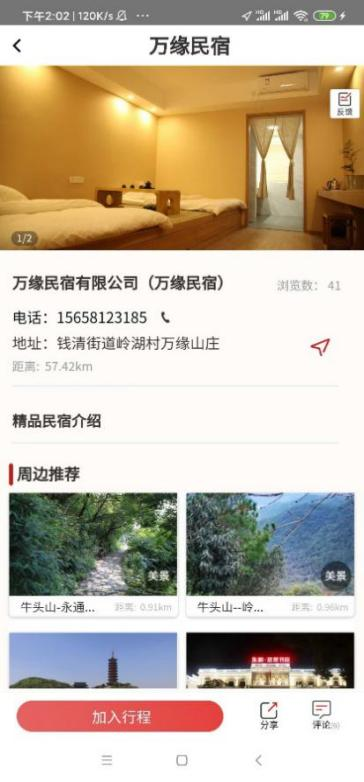 下午2:02 | 120K/s ···
HD HD 79
万缘民宿
反馈
1/2
万缘民宿有限公司（万缘民宿）
浏览数： 41
电话：15658123185
地址：钱清街道岭湖村万缘山庄
距离: 57.42km
精品民宿介绍
周边推荐
美景
美景
牛头山-永通... 距离: 0.91km
牛头山--岭... 距离: 0.96km
加入行程
分享
评论(0)